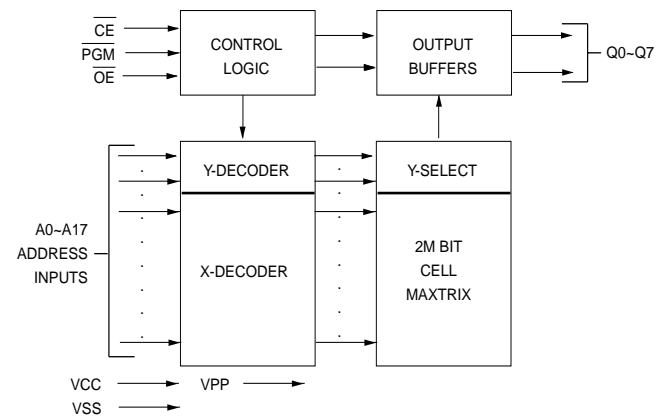 CE
PGM
OE
CONTROL
LOGIC
OUTPUT
BUFFERS
Q0~Q7
A0~A17
ADDRESS
INPUTS
Y-DECODER
X-DECODER
Y-SELECT
2M BIT
CELL
MAXTRIX
VCC
VPP
VSS